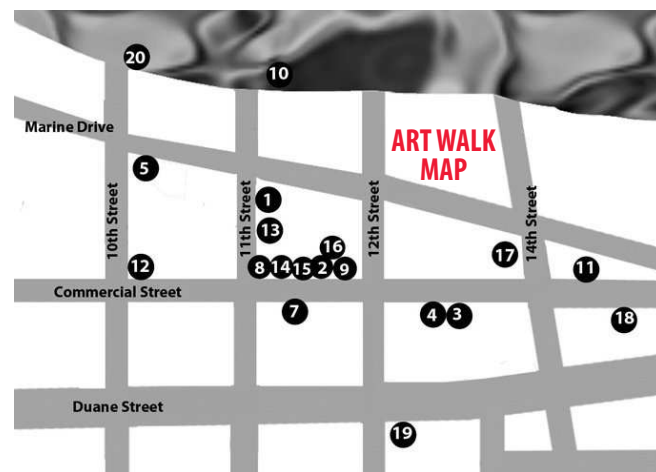 20
10
Marine Drive
ART WALK
MAP
5
1
10th Street
11th Street
12th Street
14th Street
13
16
17
12
8
14
15
2
9
11
Commercial Street
7
4
3
18
Duane Street
19